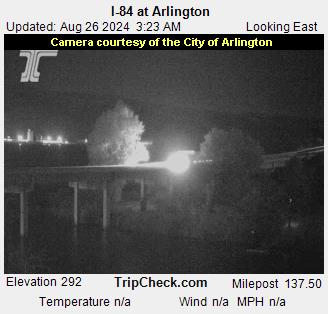 I-84 at Arlington
Updated: Aug 26 2024 3:23 AM Looking East
Camera courtesy of the City of Arlington
Elevation 292 TripCheck.com Milepost 137.50
Temperature n/a Wind n/a MPH n/a